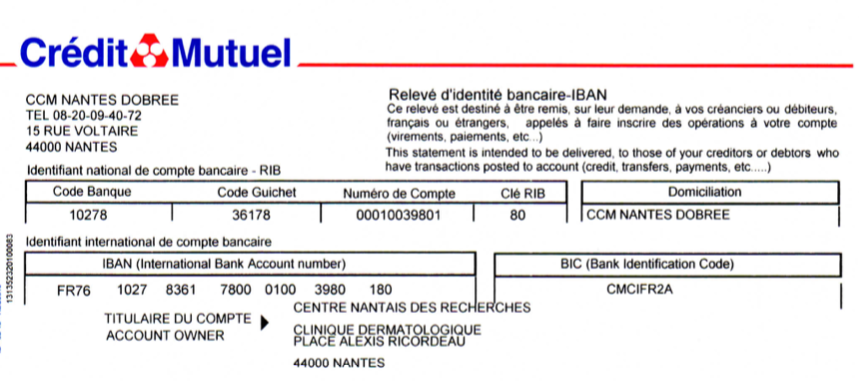 Crédit Mutuel
CCM NANTES DOBREE
TEL 08-20-09-40-72
15 RUE VOLTAIRE
44000 NANTES
Relevé d'identité bancaire-IBAN
Ce relevé est destiné à être remis, sur leur demande, à vos créanciers ou débiteurs,
français ou étrangers, appelés à faire inscrire des opérations à votre compte
(virements, paiements, etc...)
This statement is intended to be delivered, to those of your creditors or debtors who
have transactions posted to account (credit, transfers, payments, etc.....)
Identifiant national de compte bancaire - RIB
Code Banque Code Guichet Numéro de Compte Clé RIB Domiciliation
10278 36178 00010039801 80 CCM NANTES DOBREE
Identifiant international de compte bancaire
IBAN (International Bank Account number) BIC (Bank Identification Code)
FR76 1027 8361 7800 0100 3980 180 CMCIFR2A
TITULAIRE DU COMPTE
ACCOUNT OWNER
CENTRE NANTAIS DES RECHERCHES
CLINIQUE DERMATOLOGIQUE
PLACE ALEXIS RICORDEAU
44000 NANTES